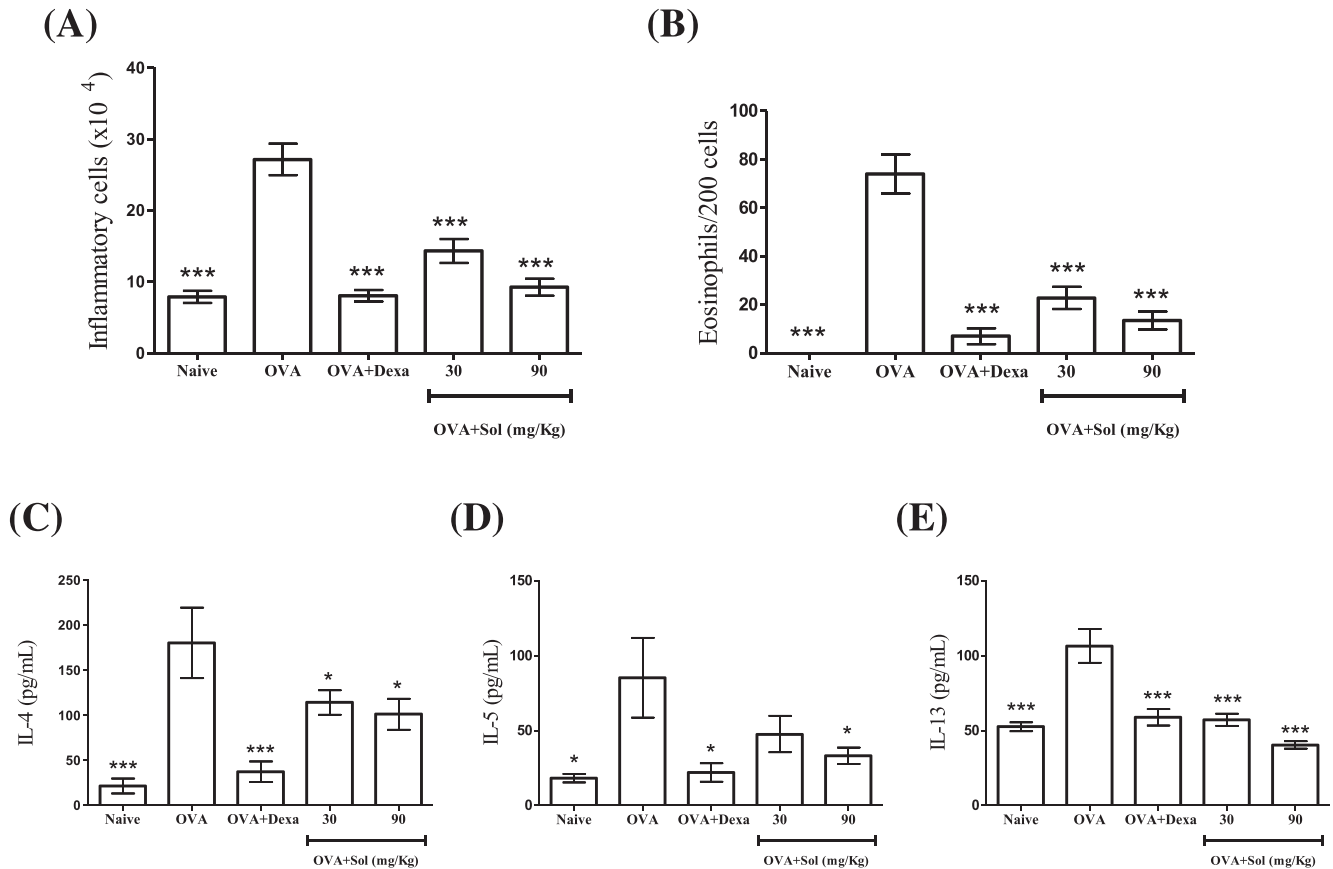 (A)
Inflammatory cells (x10 4)
40
30
20
10
0
***
***
***
***
Naive OVA OVA+Dexa 30 90
OVA+Sol (mg/Kg)
(B)
Eosinophils/200 cells
100
80
60
40
20
0
***
***
***
***
Naive OVA OVA+Dexa 30 90
OVA+Sol (mg/Kg)
(C)
IL-4 (pg/mL)
250
200
150
100
50
0
***
***
*
*
Naive OVA OVA+Dexa 30 90
OVA+Sol (mg/Kg)
(D)
IL-5 (pg/mL)
150
100
50
0
*
*
*
Naive OVA OVA+Dexa 30 90
OVA+Sol (mg/Kg)
(E)
IL-13 (pg/mL)
150
100
50
0
***
***
***
***
Naive OVA OVA+Dexa 30 90
OVA+Sol (mg/Kg)